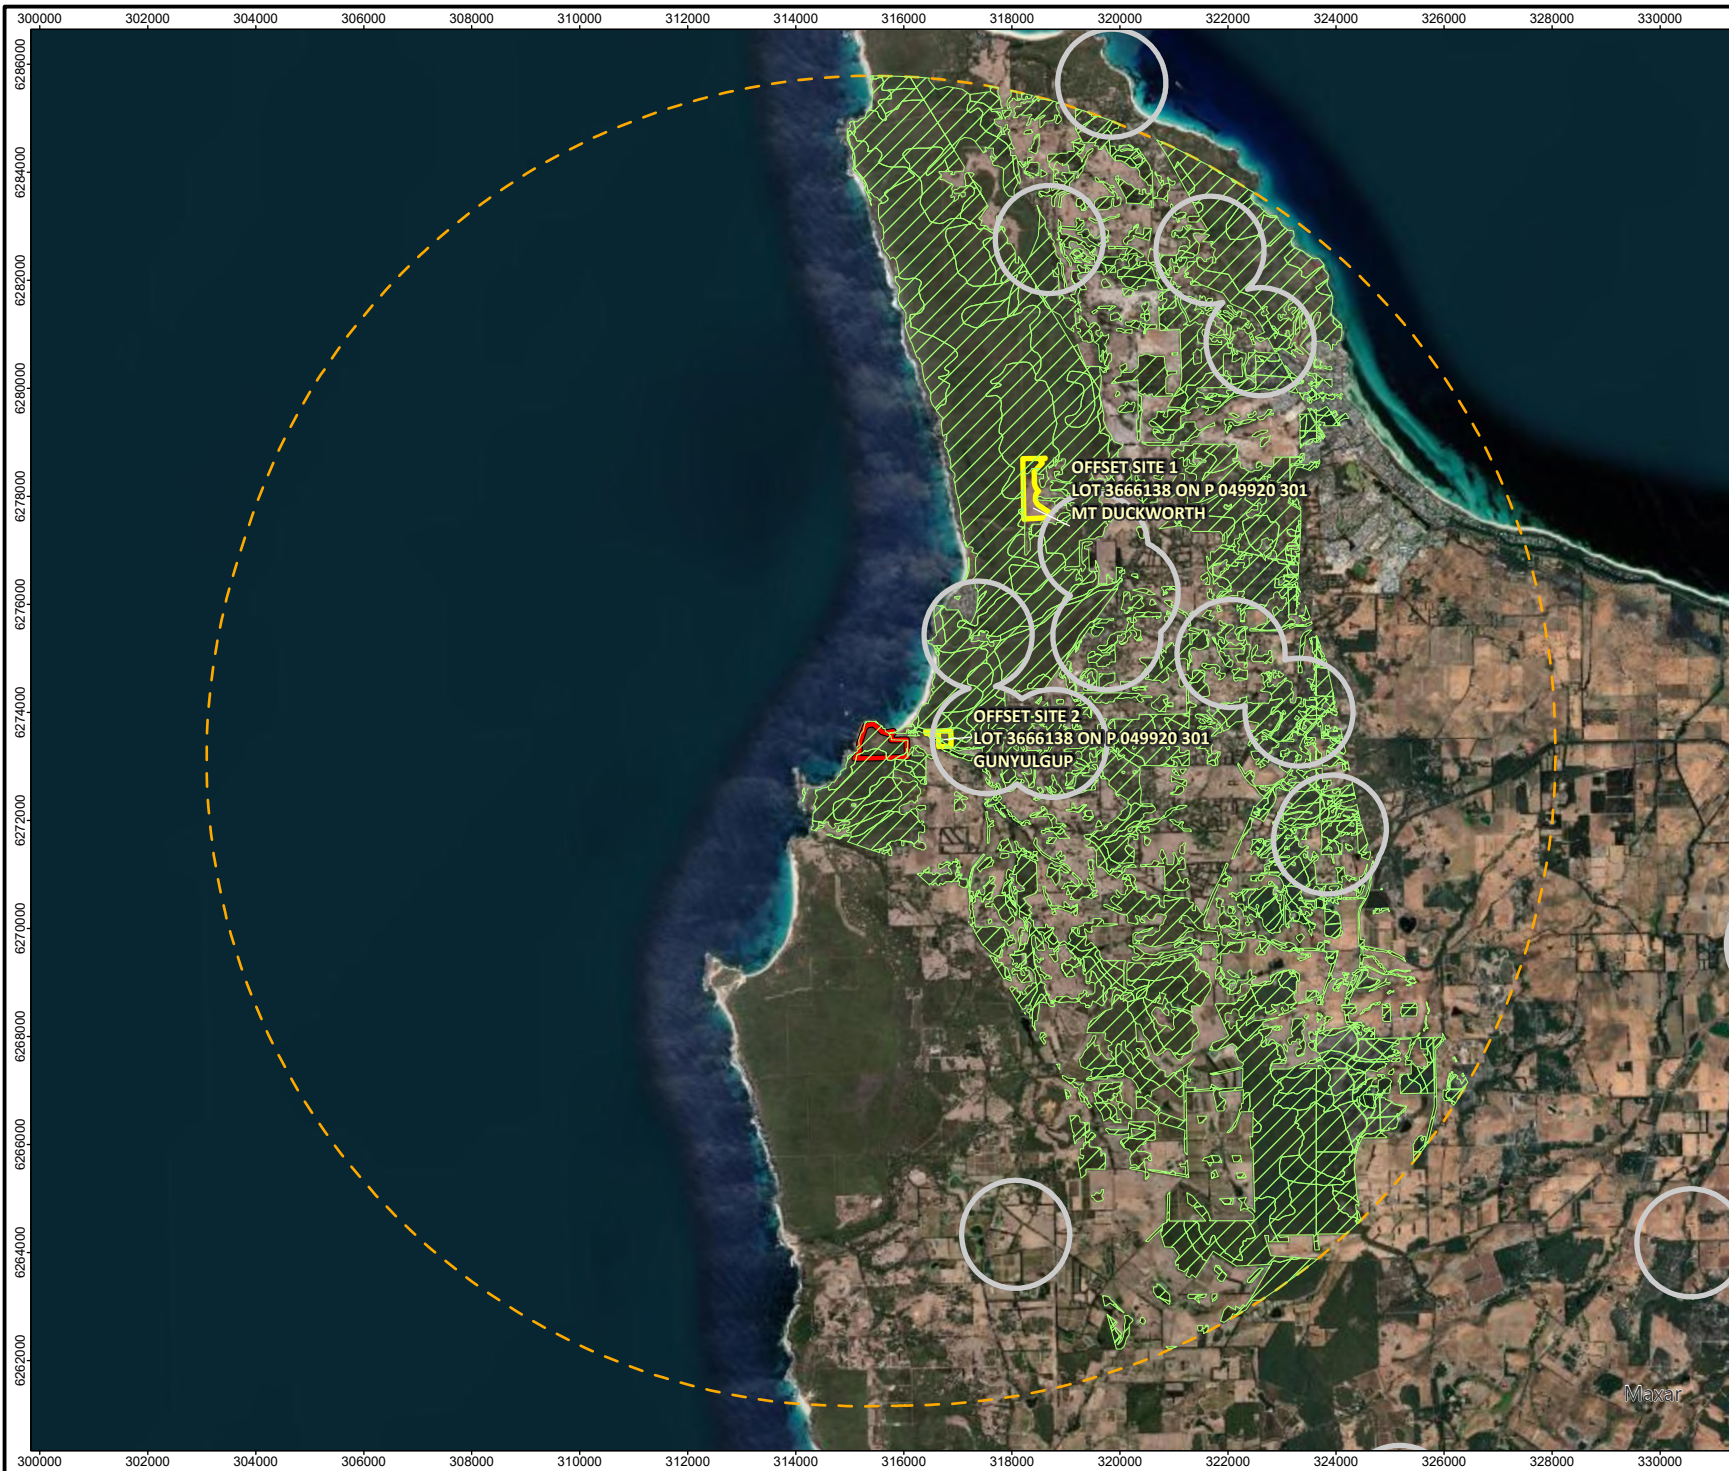 300000 302000 304000 306000 308000 310000 312000 314000 316000 318000 320000 322000 324000 326000 328000 330000
6286000
6284000
6282000
6280000
6278000
6276000
6274000
6272000
6270000
6268000
6266000
6264000
6262000
OFFSET SITE 1
LOT 3666138 ON P 049920 301
MT DUCKWORTH
OFFSET SITE 2
LOT 3666138 ON P 049920 301
GUNYULGUP
Maxar
300000 302000 304000 306000 308000 310000 312000 314000 316000 318000 320000 322000 324000 326000 328000 330000